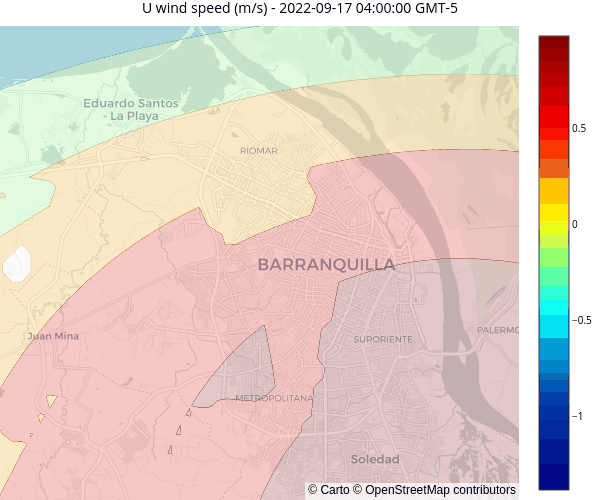 U wind speed (m/s) - 2022-09-17 04:00:00 GMT-5
Eduardo Santos
- La Playa
RIOMAR
BARRANQUILLA
Juan Mina
SURORIENTE
PALERMO
METROPOLITANA
Soledad
© Carto © OpenStreetMap contributors
0.5
0
−0.5
−1